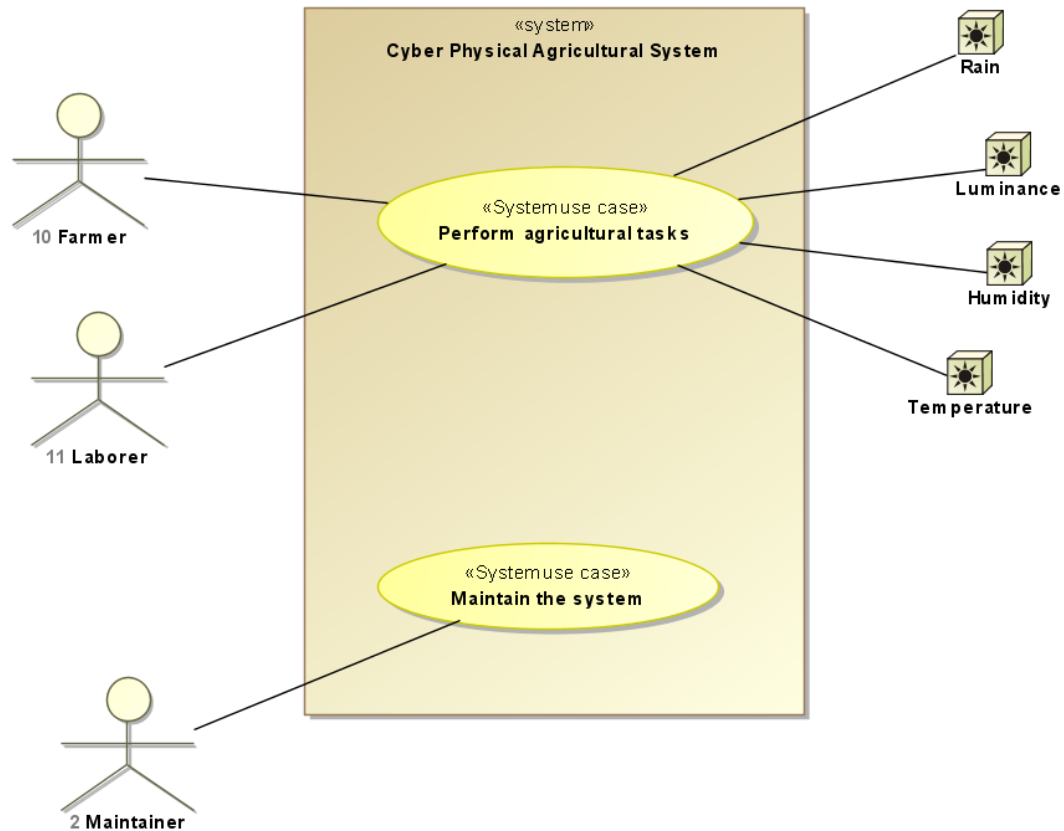 «system»
Cyber Physical Agricultural System
Rain
Luminance
Humidity
Temperature
10 Farmer
«Systemuse case»
Perform agricultural tasks
11 Laborer
«Systemuse case»
Maintain the system
2 Maintainer